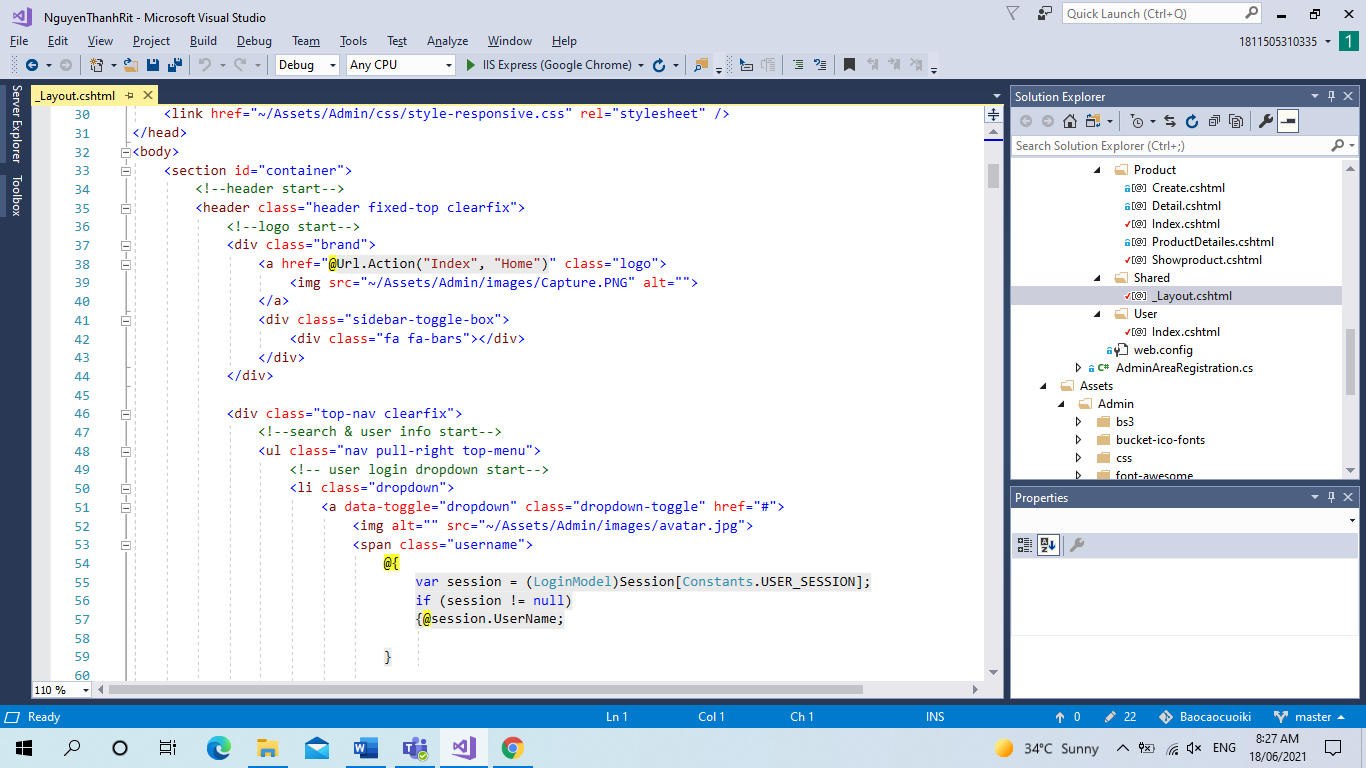 NguyenThanhRit - Microsoft Visual Studio
Quick Launch (Ctrl+Q)
File Edit View Project Build Debug Team Tools Test Analyze Window Help
1811505310335
1
Debug
Any CPU
IIS Express (Google Chrome)
Server Explorer
Toolbox
_Layout.cshtml
30 <link href="~/Assets/Admin/css/style-responsive.css" rel="stylesheet" />
31 </head>
32 <body>
33 <section id="container">
34 <!--header start-->
35 <header class="header fixed-top clearfix">
36 <!--logo start-->
37 <div class="brand">
38 <a href="@Url.Action("Index", "Home")" class="logo">
39 <img src="~/Assets/Admin/images/Capture.PNG" alt="">
40 </a>
41 <div class="sidebar-toggle-box">
42 <div class="fa fa-bars"></div>
43 </div>
44 </div>
45
46 <div class="top-nav clearfix">
47 <!--search & user info start-->
48 <ul class="nav pull-right top-menu">
49 <!-- user login dropdown start-->
50 <li class="dropdown">
51 <a data-toggle="dropdown" class="dropdown-toggle" href="#">
52 <img alt="" src="~/Assets/Admin/images/avatar.jpg">
53 <span class="username">
54 @{
55 var session = (LoginModel)Session[Constants.USER_SESSION];
56 if (session != null)
57 {@session.UserName;
58
59 }
60
110 %
Solution Explorer
Search Solution Explorer (Ctrl+;)
Product
Create.cshtml
Detail.cshtml
Index.cshtml
ProductDetailes.cshtml
Showproduct.cshtml
Shared
_Layout.cshtml
User
Index.cshtml
web.config
C# AdminAreaRegistration.cs
Assets
Admin
bs3
bucket-ico-fonts
css
font-awesome
Properties
Ready
Ln 1 Col 1 Ch 1 INS
0 22 Baocaocuoiki master
34°C Sunny
ENG
8:27 AM
18/06/2021